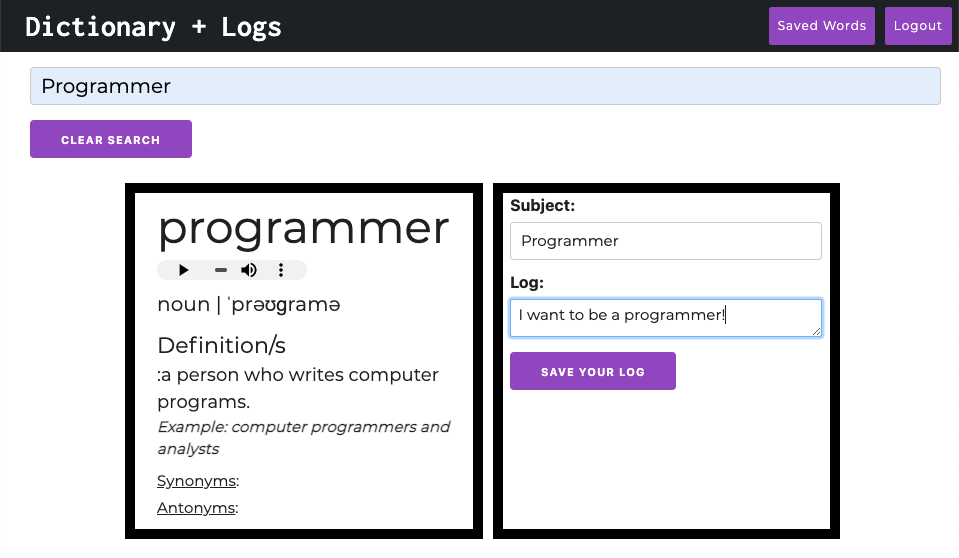 Dictionary + Logs
Saved Words
Logout
Programmer
CLEAR SEARCH
programmer
noun | ˈprəʊɡramə
Definition/s
:a person who writes computer
programs.
Example: computer programmers and
analysts
Synonyms:
Antonyms:
Subject:
Programmer
Log:
I want to be a programmer!
SAVE YOUR LOG